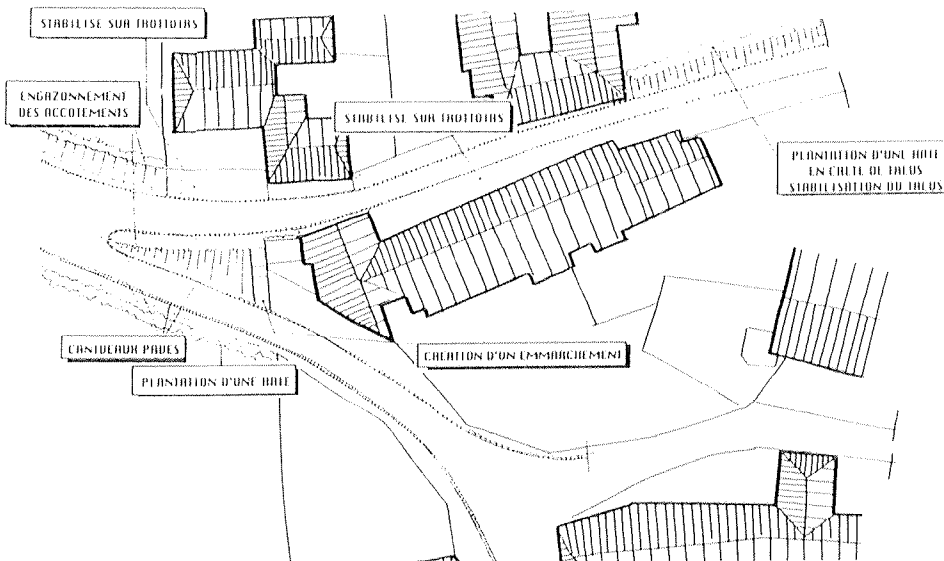 STABILISE SUR TROTTOIRS
ENGAZONNEMENT
DES ACCOTEMENTS
STABILISE SUR TROTTOIRS
PLANTATION D'UNE HAIE
EN CRETE DE TALUS
STABILISATION DU TALUS
CANIVEAUX PAVES
CREATION D'UN EMMARCHEMENT
PLANTATION D'UNE HAIE